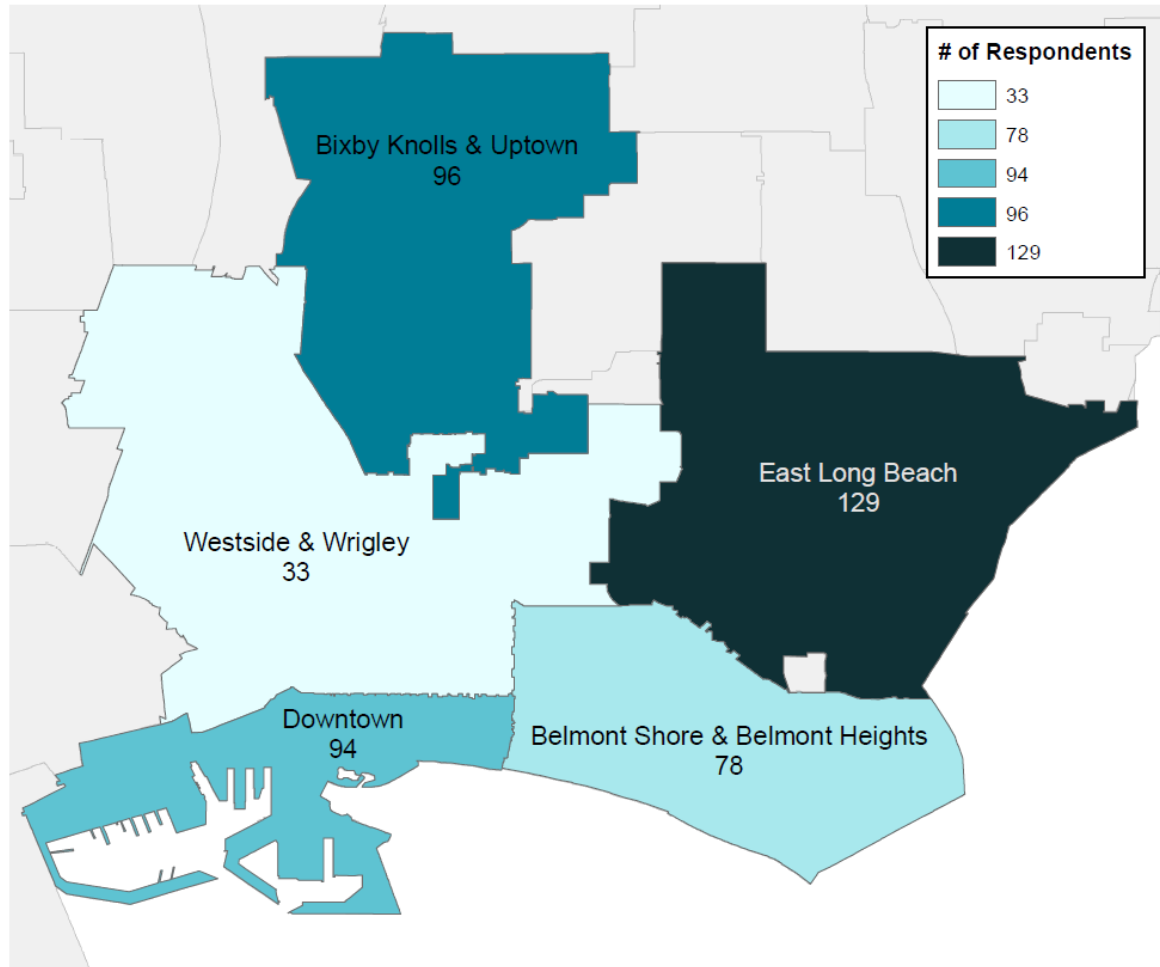 # of Respondents
33
78
94
96
129
Bixby Knolls & Uptown
96
East Long Beach
129
Westside & Wrigley
33
Downtown
94
Belmont Shore & Belmont Heights
78